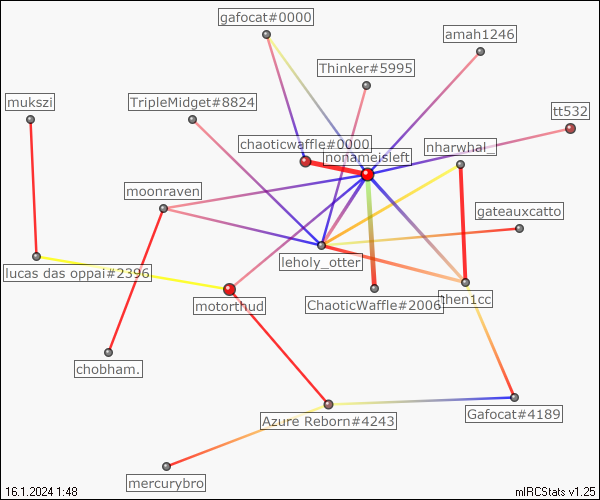 gafocat#0000
amah1246
Thinker#5995
mukszi
TripleMidget#8824
tt532
chaoticwaffle#0000
nharwhal_
nonameisleft
moonraven
gateauxcatto
leholy_otter
lucas das oppai#2396
then1cc
motorthud
ChaoticWaffle#2006
chobham.
Gafocat#4189
Azure Reborn#4243
mercurybro
16.1.2024 1:48
mIRCStats v1.25